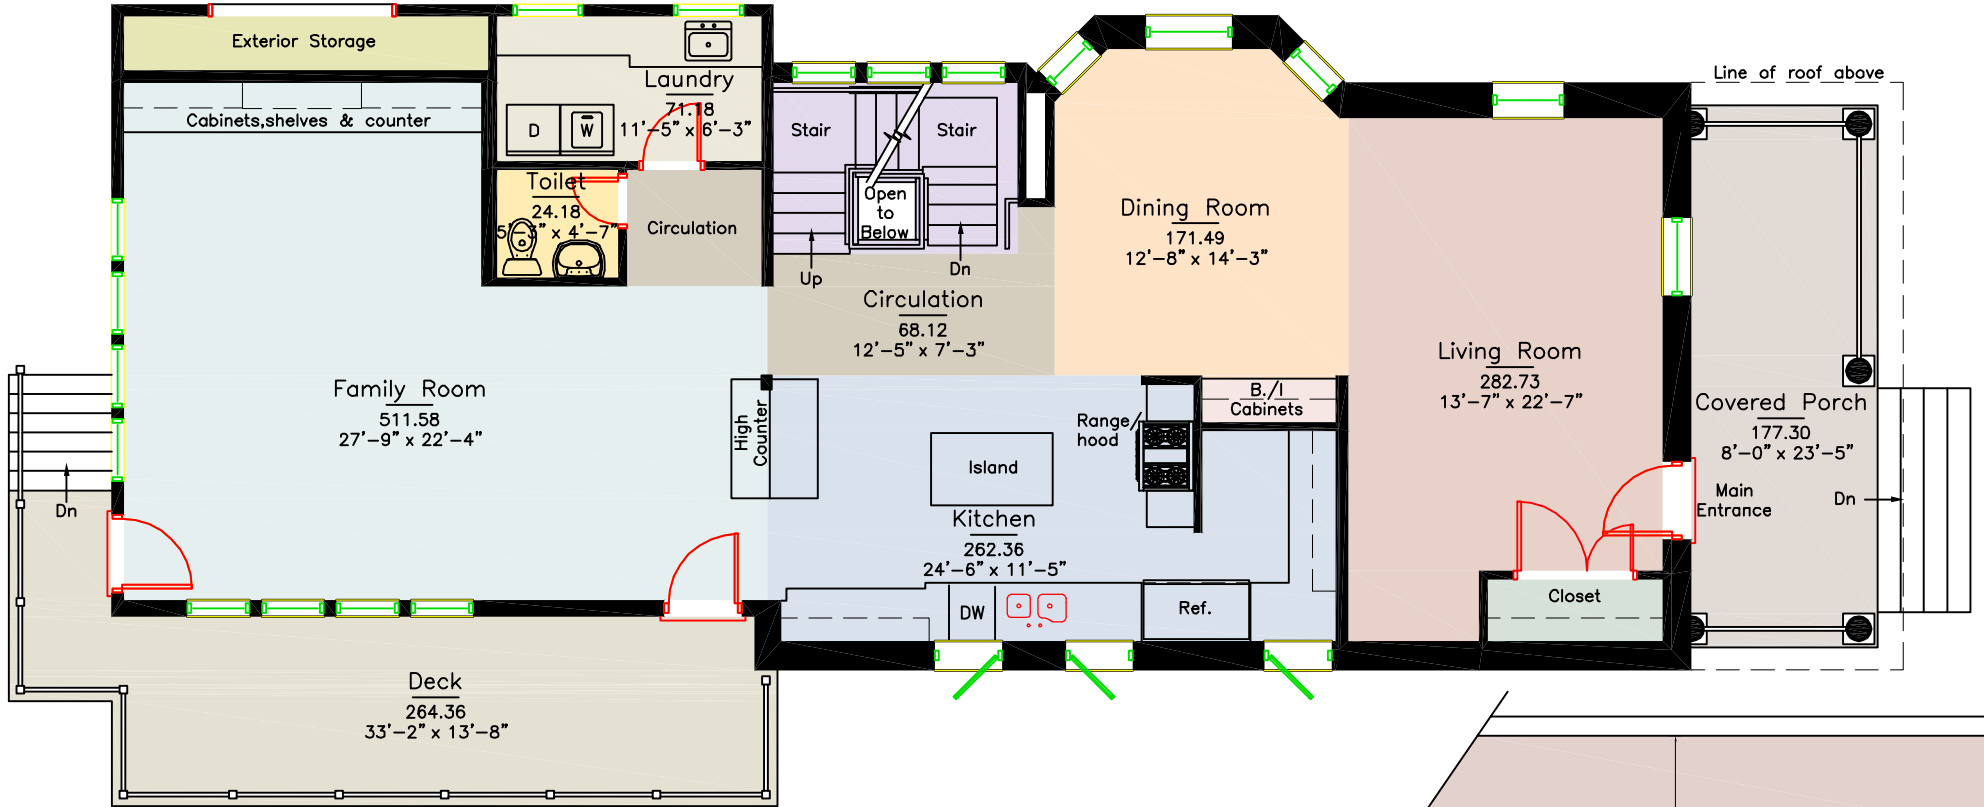 Exterior Storage
Cabinets,shelves & counter
Laundry
71.18
11'-5" x 6'-3"
D
W
Toilet
24.18
5'-3" x 4'-7"
Circulation
Stair
Stair
Open
to
Below
Up
Dn
Circulation
68.12
12'-5" x 7'-3"
Dining Room
171.49
12'-8" x 14'-3"
Line of roof above
Family Room
511.58
27'-9" x 22'-4"
High
Counter
Island
Range/
hood
B./I
Cabinets
Living Room
282.73
13'-7" x 22'-7"
Covered Porch
177.30
8'-0" x 23'-5"
Main
Entrance
Dn
Dn
Kitchen
262.36
24'-6" x 11'-5"
DW
Ref.
Closet
Deck
264.36
33'-2" x 13'-8"